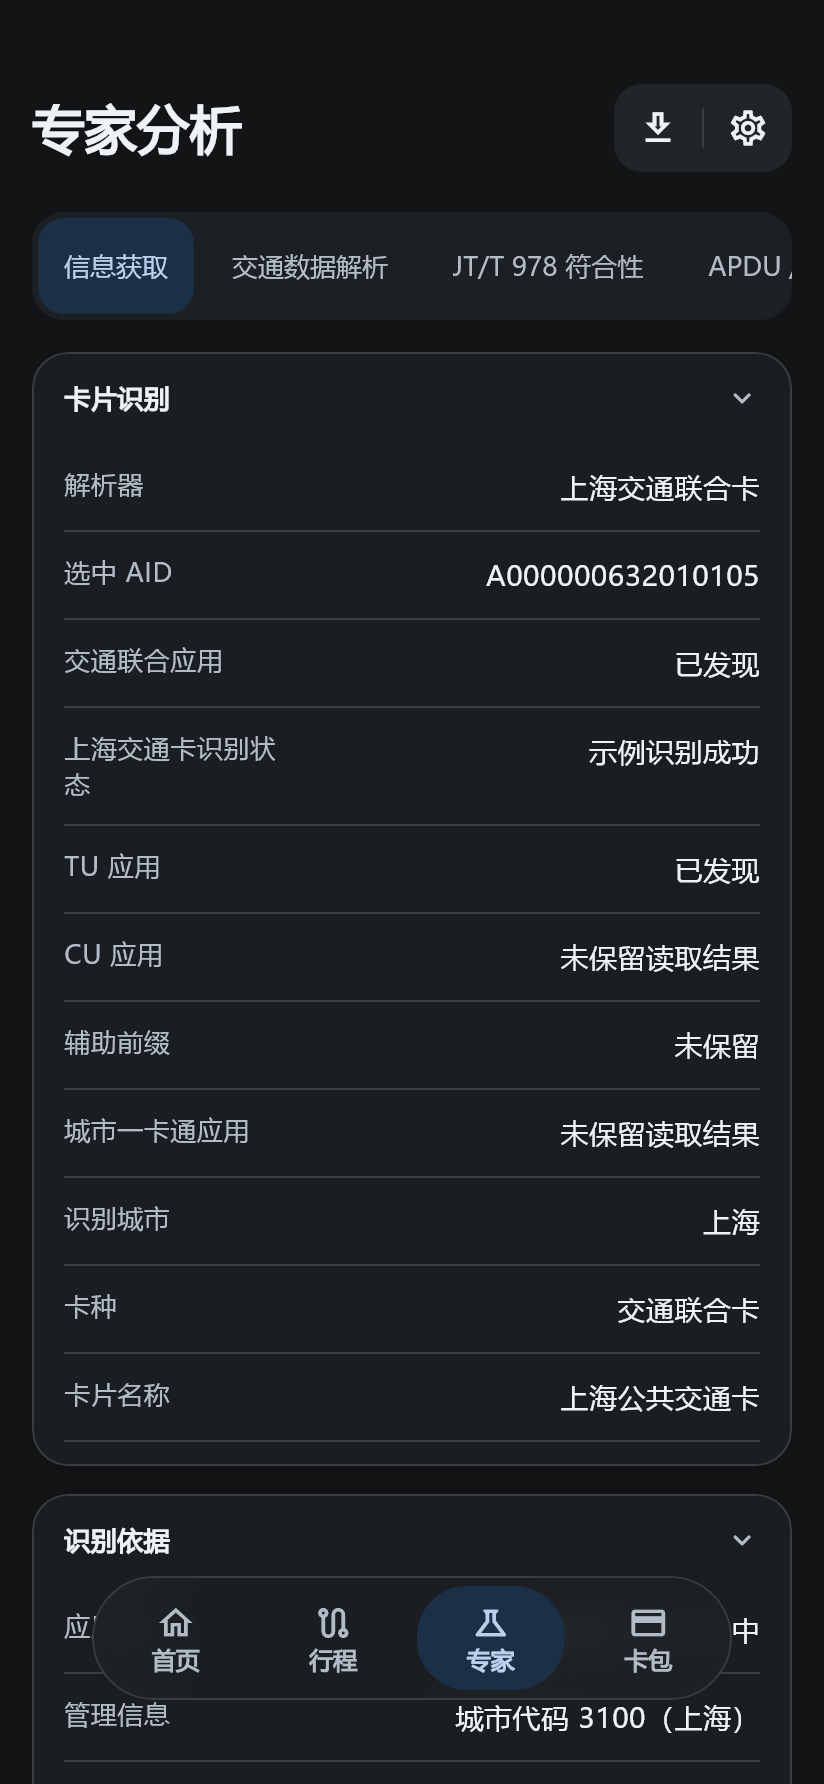 专家分析
信息获取
交通数据解析
JT/T 978 符合性
APDU
卡片识别
解析器
上海交通联合卡
选中 AID
A000000632010105
交通联合应用
已发现
上海交通卡识别状
态
示例识别成功
TU 应用
已发现
CU 应用
未保留读取结果
辅助前缀
未保留
城市一卡通应用
未保留读取结果
识别城市
上海
卡种
交通联合卡
卡片名称
上海公共交通卡
识别依据
应
中
首页
行程
专家
卡包
管理信息
城市代码 3100（上海）